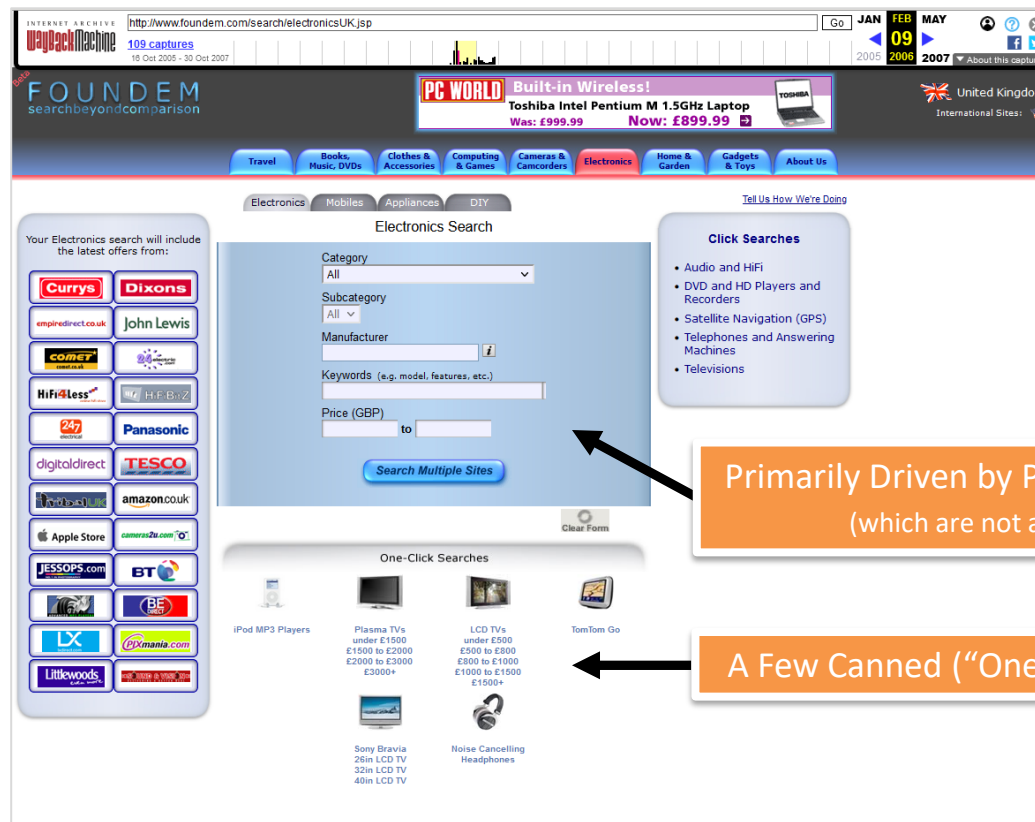 INTERNET ARCHIVE
WayBackMachine
http://www.foundem.com/search/electronicsUK.jsp
Go
109 captures
16 Oct 2005 - 30 Oct 2007
JAN FEB MAY
09
2005 2006 2007
About this captu
Beta
FOUNDEM
searchbeyondcomparison
PC WORLD
Built-in Wireless!
Toshiba Intel Pentium M 1.5GHz Laptop
Was: £999.99 Now: £899.99
TOSHIBA
United Kingdo
International Sites:
Travel
Books, Music, DVDs
Clothes & Accessories
Computing & Games
Cameras & Camcorders
Electronics
Home & Garden
Gadgets & Toys
About Us
Electronics Mobiles Appliances DIY
Tell Us How We're Doing
Your Electronics search will include
the latest offers from:
Currys Dixons
empiredirect.co.uk John Lewis
COMET
comet.co.uk
24 electric
HiFi4Less HiFiBitZ
247 electrical
Panasonic
digitaldirect TESCO
amazon.co.uk
Apple Store cameras2u.com
JESSOPS.com BT
BE DIRECT
LX PIXmania.com
Littlewoods even more
SOUND & VISION
Electronics Search
Category
All
Subcategory
All
Manufacturer
i
Keywords (e.g. model, features, etc.)
Price (GBP)
to
Search Multiple Sites
Clear Form
Click Searches
• Audio and HiFi
• DVD and HD Players and
Recorders
• Satellite Navigation (GPS)
• Telephones and Answering
Machines
• Televisions
Primarily Driven by P
(which are not a
One-Click Searches
iPod MP3 Players
Plasma TVs
under £1500
£1500 to £2000
£2000 to £3000
£3000+
LCD TVs
under £500
£500 to £800
£800 to £1000
£1000 to £1500
£1500+
TomTom Go
A Few Canned (“One
Sony Bravia
26in LCD TV
32in LCD TV
40in LCD TV
Noise Cancelling
Headphones